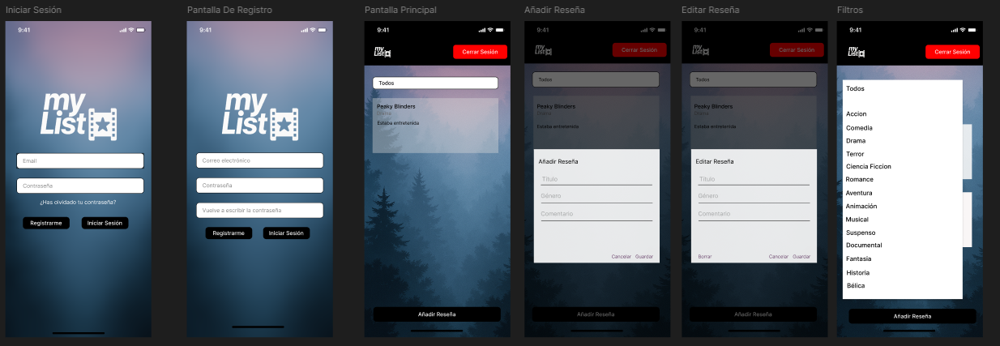 Iniciar Sesión
9:41
my
List
Email
Contraseña
¿Has olvidado tu contraseña?
Registrarme
Iniciar Sesión
Pantalla De Registro
9:41
my
List
Correo electrónico
Contraseña
Vuelve a escribir la contraseña
Registrarme
Iniciar Sesión
Pantalla Principal
9:41
my
List
Cerrar Sesión
Todos
Peaky Blinders
Drama
Estaba entretenida
Añadir Reseña
Añadir Reseña
9:41
my
List
Cerrar Sesión
Todos
Peaky Blinders
Drama
Estaba entretenida
Añadir Reseña
Título
Género
Comentario
Cancelar Guardar
Añadir Reseña
Editar Reseña
9:41
my
List
Cerrar Sesión
Todos
Peaky Blinders
Drama
Estaba entretenida
Editar Reseña
Título
Género
Comentario
Borrar Cancelar Guardar
Añadir Reseña
Filtros
9:41
my
List
Cerrar Sesión
Todos
Accion
Comedia
Drama
Terror
Ciencia Ficcion
Romance
Aventura
Animación
Musical
Suspenso
Documental
Fantasía
Historia
Bélica
Añadir Reseña